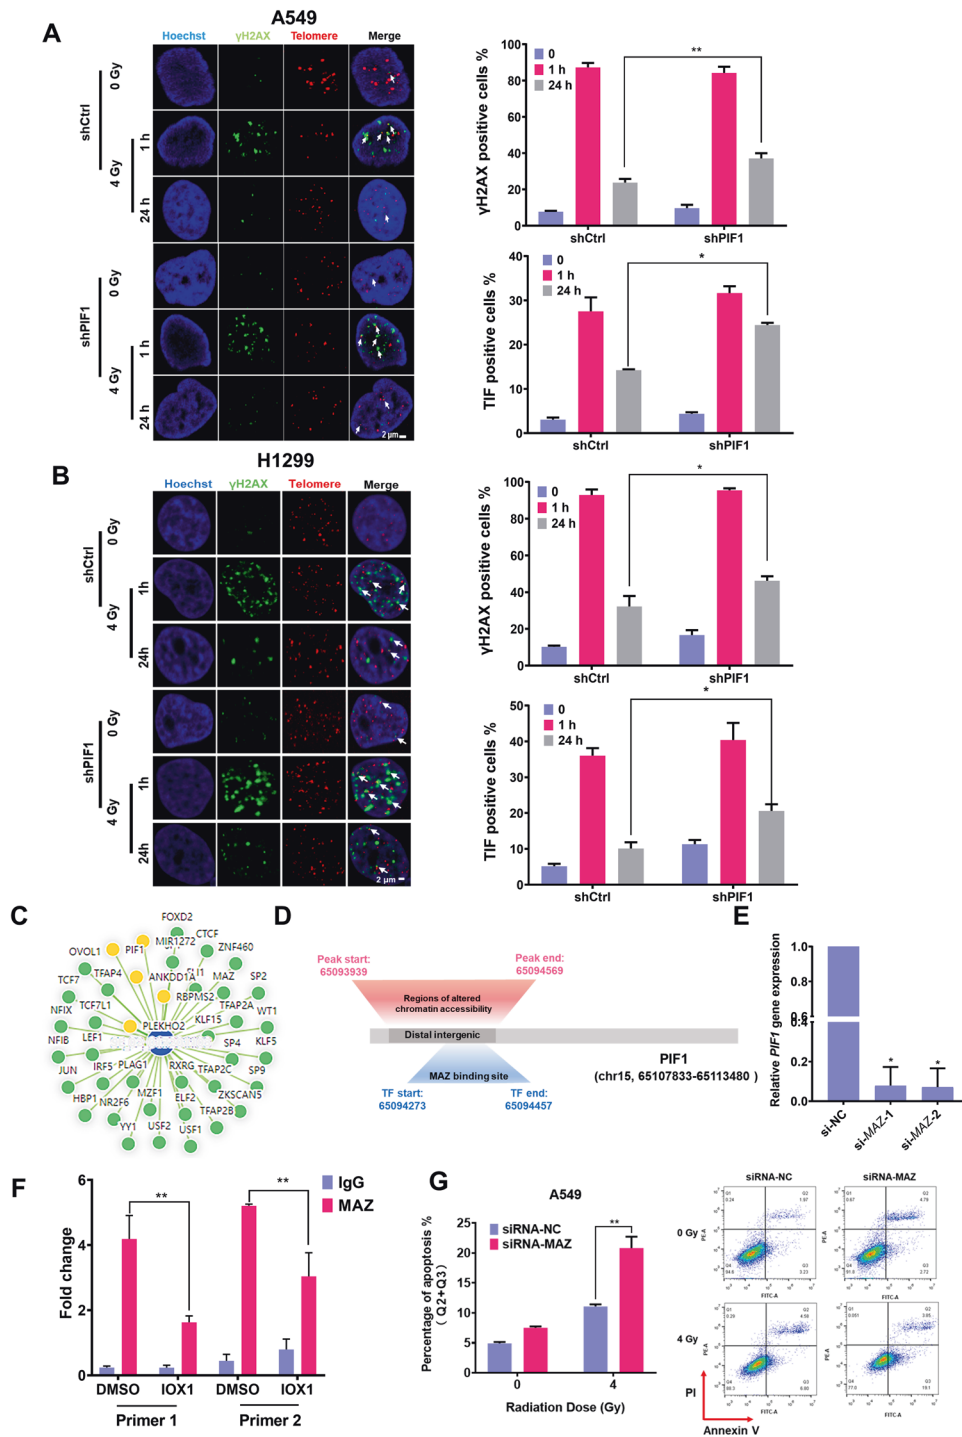 A
A549
Hoechst γH2AX Telomere Merge
shCtrl
0 Gy
4 Gy
1 h
24 h
shPIF1
0 Gy
4 Gy
1 h
24 h
2 μm
γH2AX positive cells %
100
80
60
40
20
0
0
1 h
24 h
**
shCtrl shPIF1
TIF positive cells %
40
30
20
10
0
0
1 h
24 h
*
shCtrl shPIF1
B
H1299
Hoechst γH2AX Telomere Merge
shCtrl
0 Gy
4 Gy
1h
24h
shPIF1
0 Gy
4 Gy
1h
24h
2 μm
γH2AX positive cells %
100
80
60
40
20
0
0
1 h
24 h
*
shCtrl shPIF1
TIF positive cells %
50
40
30
20
10
0
0
1 h
24 h
*
shCtrl shPIF1
C
FOXD2
MIR1272 CTCF
OVOL1 PIF1 ZNF460
TCF7 TFAP4 ANKDD1A MAZ SP2
RBPMS2
NFIX TCF7L1 TFAP2A WT1
PLEKHO2 KLF15
NFIB LEF1 SP4 KLF5
JUN IRF5 PLAG1 RXRG TFAP2C SP9
HBP1 NR2F6 MZF1 ELF2 ZKSCAN5
TFAP2B
YY1 USF2 USF1
D
Peak start:
65093939
Peak end:
65094569
Regions of altered
chromatin accessibility
Distal intergenic
MAZ binding site
TF start:
65094273
TF end:
65094457
PIF1
(chr15, 65107833-65113480 )
E
Relative PIF1 gene expression
1.0
0.6
0.4
0.2
0.0
* *
si-NC si-MAZ-1 si-MAZ-2
F
Fold change
6
4
2
0
IgG
MAZ
** **
DMSO IOX1 DMSO IOX1
Primer 1 Primer 2
G
A549
Percentage of apoptosis %
( Q2+Q3)
25
20
15
10
5
0
siRNA-NC
siRNA-MAZ
**
0 4
Radiation Dose (Gy)
siRNA-NC siRNA-MAZ
0 Gy
4 Gy
PE-A
FITC-A
PE-A
FITC-A
PE-A
FITC-A
PE-A
FITC-A
PI
Annexin V